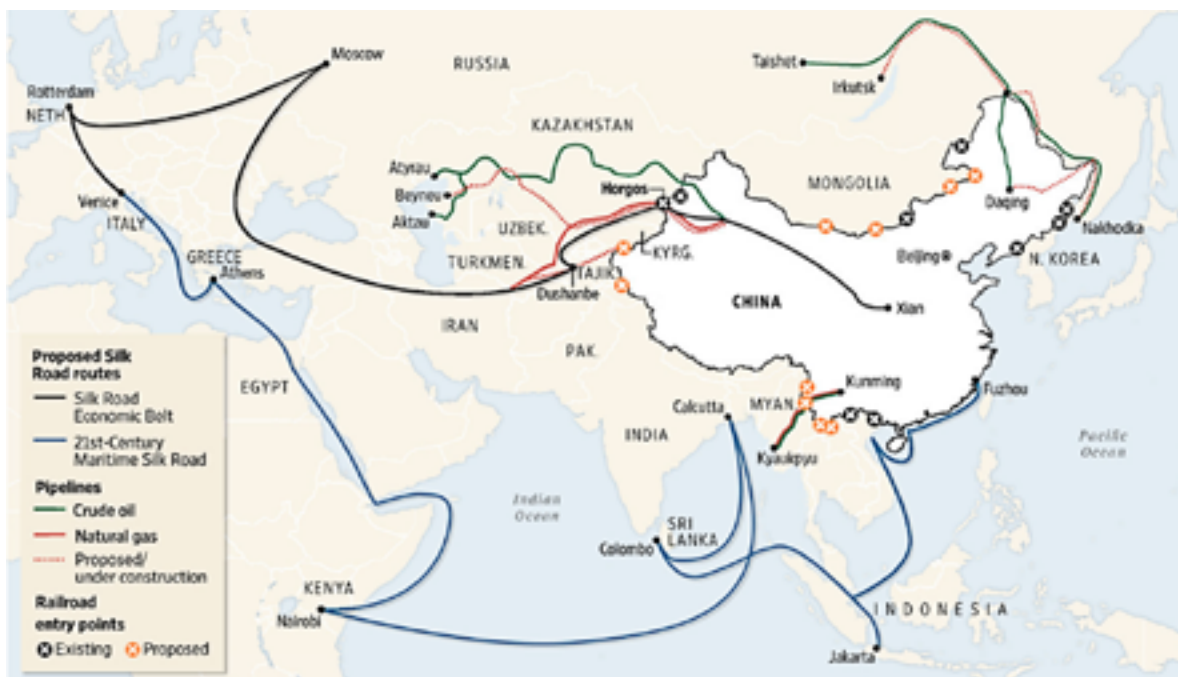 Moscow
RUSSIA
Taishet
Irkutsk
Rotterdam
NETH
KAZAKHSTAN
Atyrau
Beyneu
Aktau
Horgos
MONGOLIA
Daqing
Nakhodka
Venice
ITALY
UZBEK.
TURKMEN.
KYRG.
TAJIK.
Dushanbe
Beijing
N. KOREA
GREECE
Athens
CHINA
Xian
IRAN
PAK.
EGYPT
Kunming
Fuzhou
MYAN.
Calcutta
INDIA
Kyaukpyu
Pacific
Ocean
Indian
Ocean
SRI
LANKA
Colombo
KENYA
Nairobi
INDONESIA
Jakarta
Proposed Silk
Road routes
Silk Road
Economic Belt
21st-Century
Maritime Silk Road
Pipelines
Crude oil
Natural gas
Proposed/
under construction
Railroad
entry points
Existing
Proposed